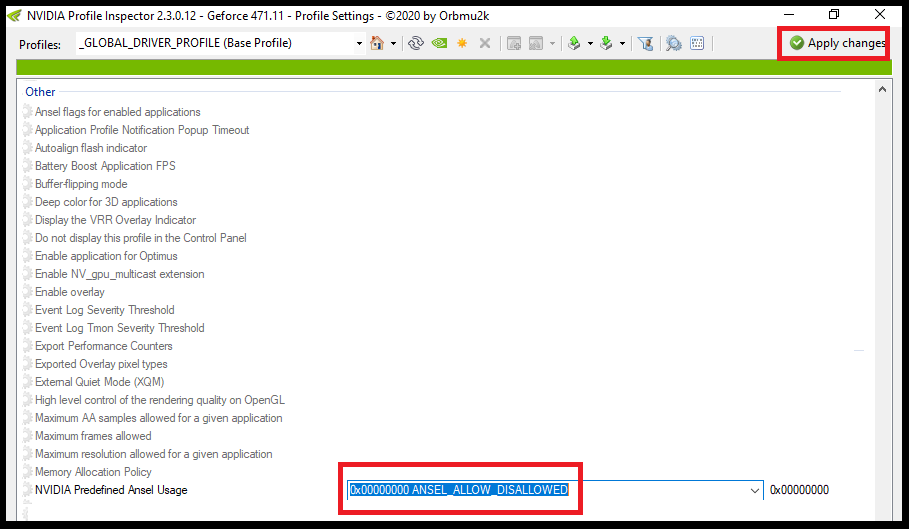 NVIDIA Profile Inspector 2.3.0.12 - Geforce 471.11 - Profile Settings - ©2020 by Orbmu2k
Profiles: _GLOBAL_DRIVER_PROFILE (Base Profile) Apply changes
Other
Ansel flags for enabled applications
Application Profile Notification Popup Timeout
Autoalign flash indicator
Battery Boost Application FPS
Buffer-flipping mode
Deep color for 3D applications
Display the VRR Overlay Indicator
Do not display this profile in the Control Panel
Enable application for Optimus
Enable NV_gpu_multicast extension
Enable overlay
Event Log Severity Threshold
Event Log Tmon Severity Threshold
Export Performance Counters
Exported Overlay pixel types
External Quiet Mode (XQM)
High level control of the rendering quality on OpenGL
Maximum AA samples allowed for a given application
Maximum frames allowed
Maximum resolution allowed for a given application
Memory Allocation Policy
NVIDIA Predefined Ansel Usage 0x00000000 ANSEL_ALLOW_DISALLOWED 0x00000000